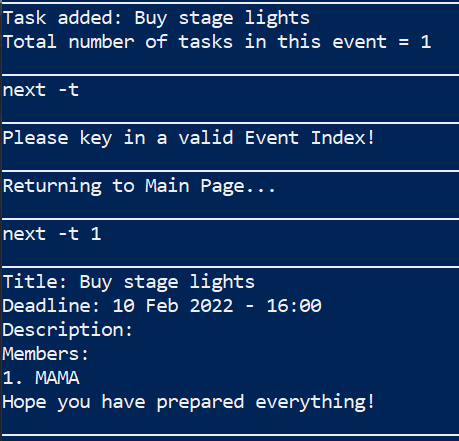 Task added: Buy stage lights
Total number of tasks in this event = 1
next -t
Please key in a valid Event Index!
Returning to Main Page...
next -t 1
Title: Buy stage lights
Deadline: 10 Feb 2022 - 16:00
Description:
Members:
1. MAMA
Hope you have prepared everything!